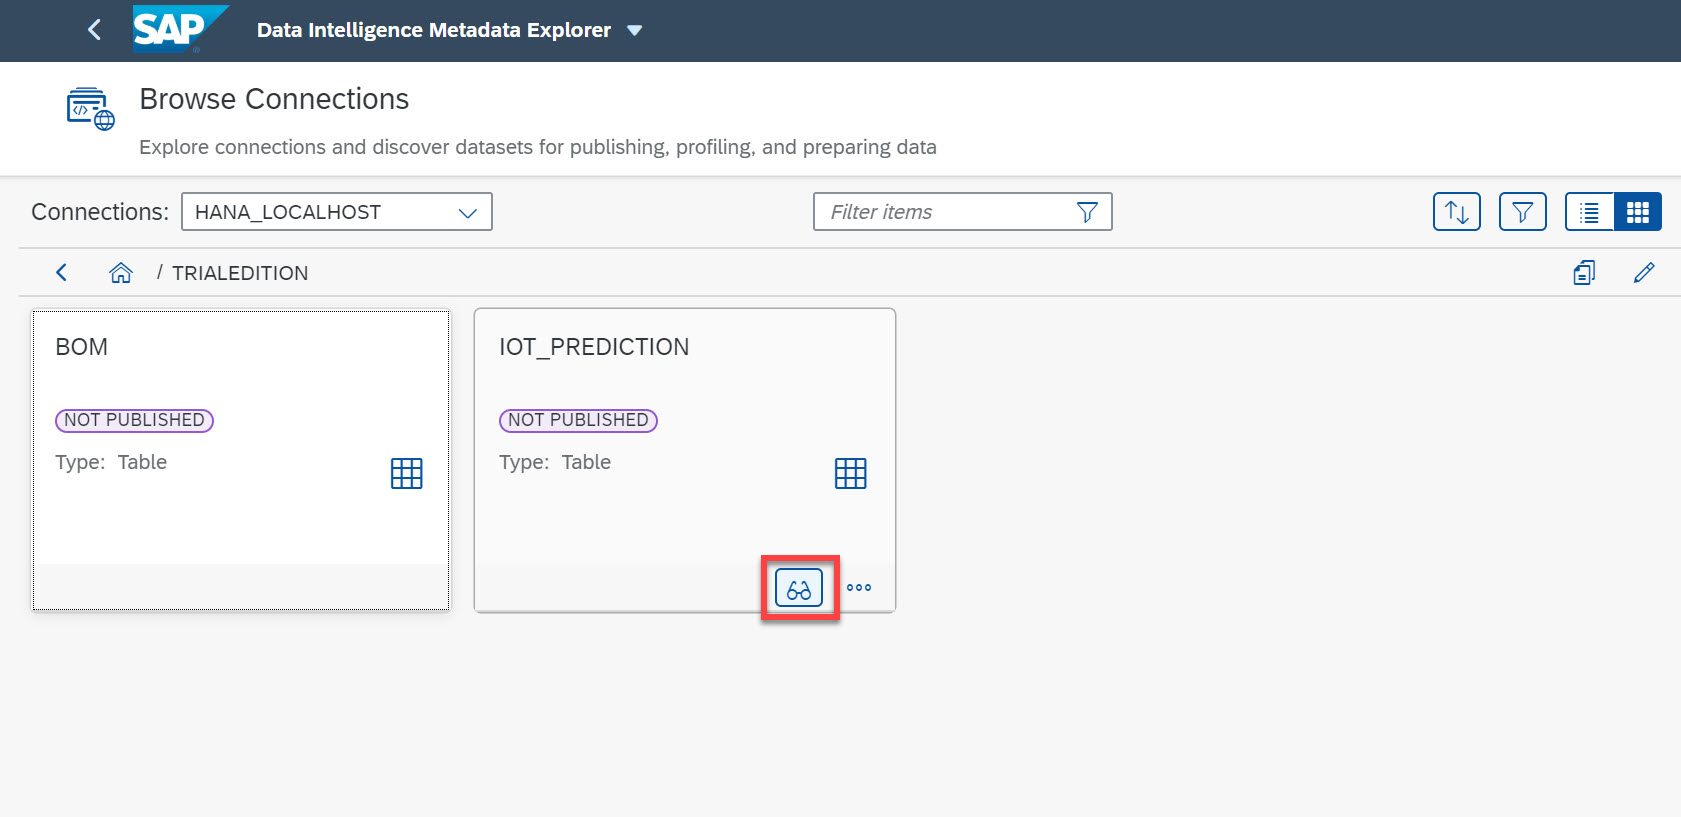 SAP
Data Intelligence Metadata Explorer
Browse Connections
Explore connections and discover datasets for publishing, profiling, and preparing data
Connections: HANA_LOCALHOST
Filter items
/ TRIALEDITION
BOM
NOT PUBLISHED
Type: Table
IOT_PREDICTION
NOT PUBLISHED
Type: Table